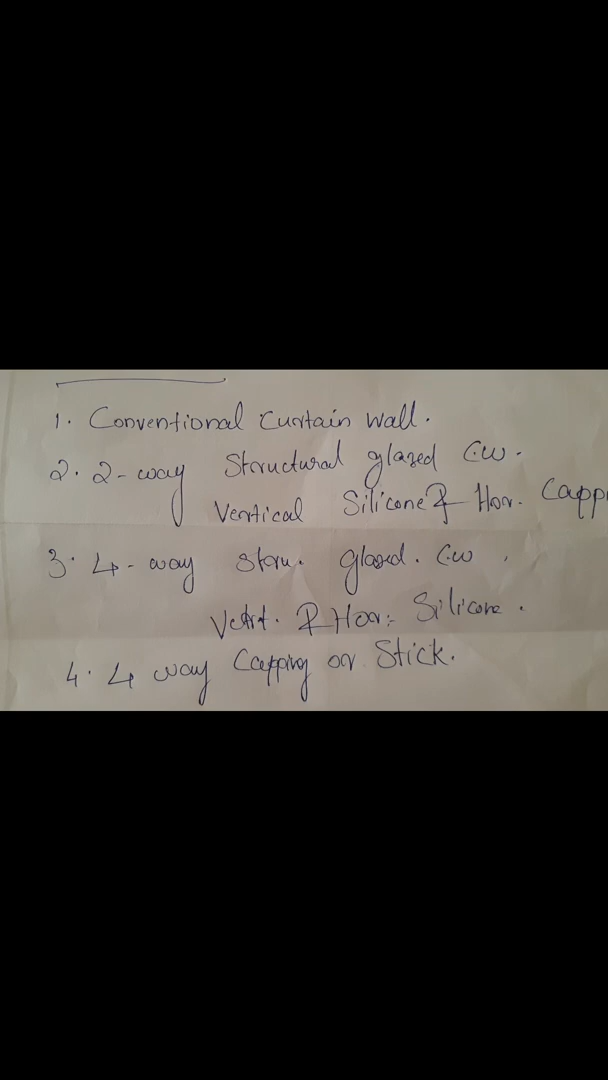 1. Conventional Curtain Wall.
2. 2-way Structural glazed C.W.
Vertical Silicone & Hor. Capp
3. 4-way Stru. glazed. C.W.
Vert. & Hor: Silicone.
4. 4 way Capping or Stick.